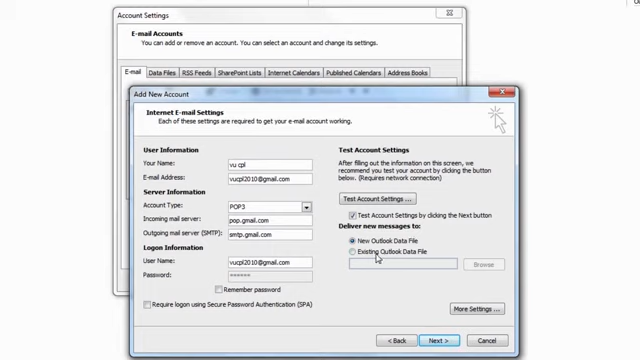 Account Settings
E-mail Accounts
You can add or remove an account. You can select an account and change its settings.
E-mail Data Files RSS Feeds SharePoint Lists Internet Calendars Published Calendars Address Books
Add New Account
Internet E-mail Settings
Each of these settings are required to get your e-mail account working.
User Information
Your Name: vu cpl
E-mail Address: vucpl2010@gmail.com
Server Information
Account Type: POP3
Incoming mail server: pop.gmail.com
Outgoing mail server (SMTP): smtp.gmail.com
Logon Information
User Name: vucpl2010@gmail.com
Password: ******
Remember password
Require logon using Secure Password Authentication (SPA)
Test Account Settings
After filling out the information on this screen, we
recommend you test your account by clicking the button
below. (Requires network connection)
Test Account Settings ...
Test Account Settings by clicking the Next button
Deliver new messages to:
New Outlook Data File
Existing Outlook Data File
Browse
More Settings ...
< Back Next > Cancel